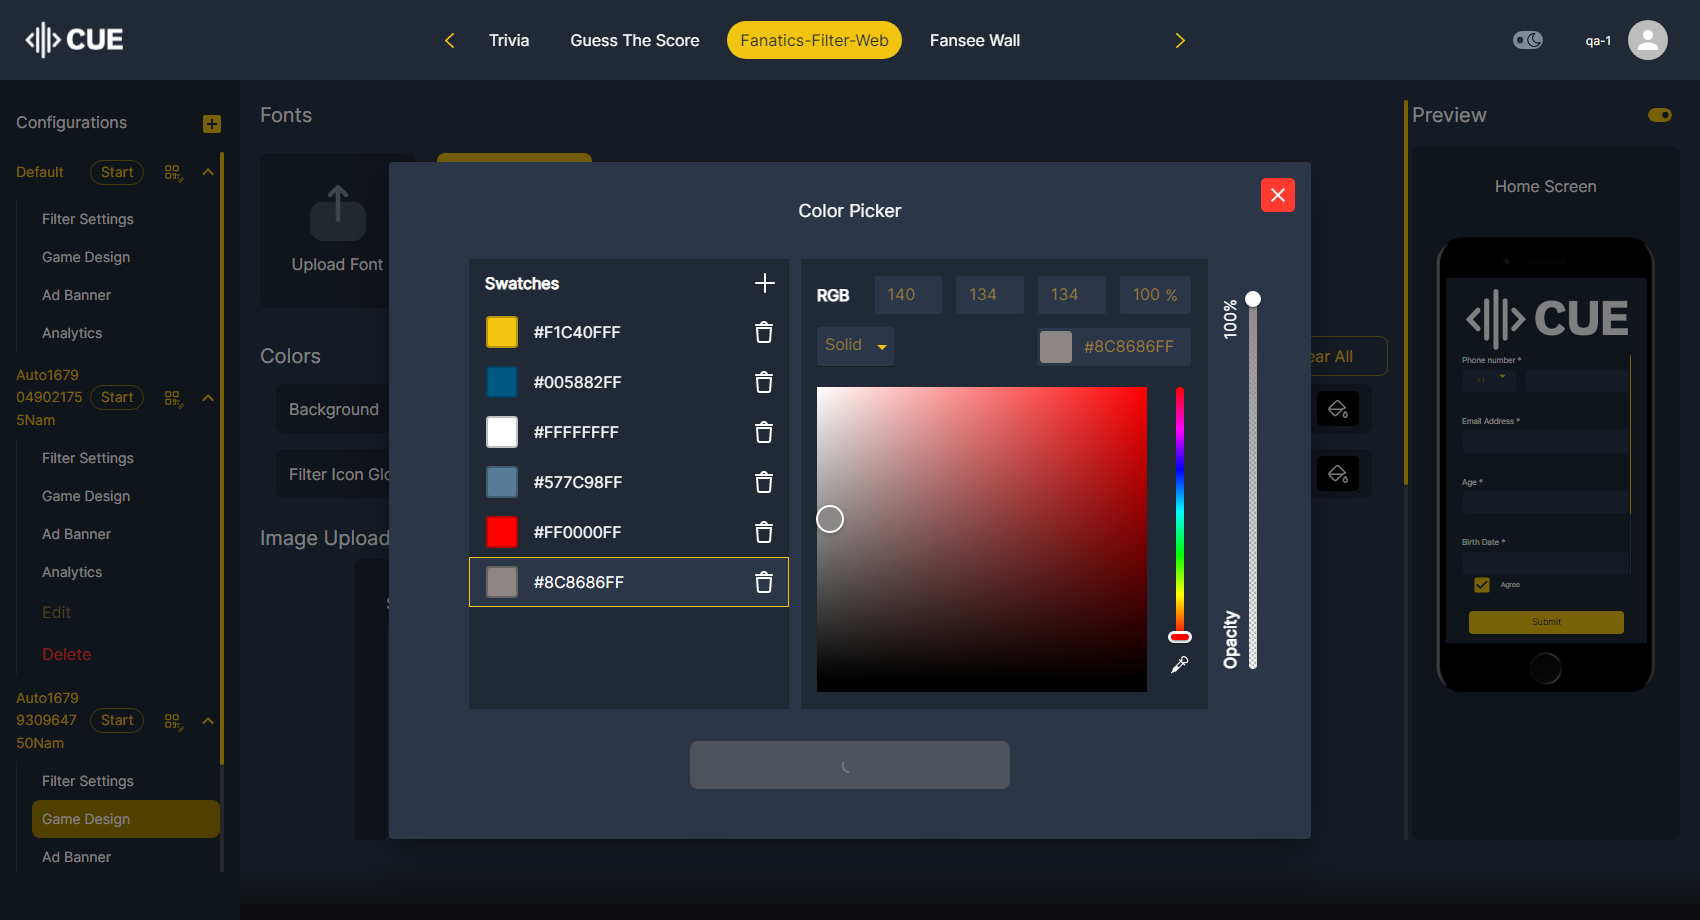 CUE
Trivia
Guess The Score
Fanatics-Filter-Web
Fansee Wall
qa-1
Configurations
Default
Start
Filter Settings
Game Design
Ad Banner
Analytics
Auto1679
04902175
5Nam
Start
Filter Settings
Game Design
Ad Banner
Analytics
Edit
Delete
Auto1679
9309647
50Nam
Start
Filter Settings
Game Design
Ad Banner
Fonts
Upload Font
Colors
Background
Filter Icon Glo
Image Upload
Color Picker
Swatches
#F1C40FFF
#005882FF
#FFFFFFFF
#577C98FF
#FF0000FF
#8C8686FF
RGB
140
134
134
100 %
Solid
#8C8686FF
100%
Opacity
ear All
Preview
Home Screen
CUE
Phone number *
+1
Email Address *
Age *
Birth Date *
Agree
Submit